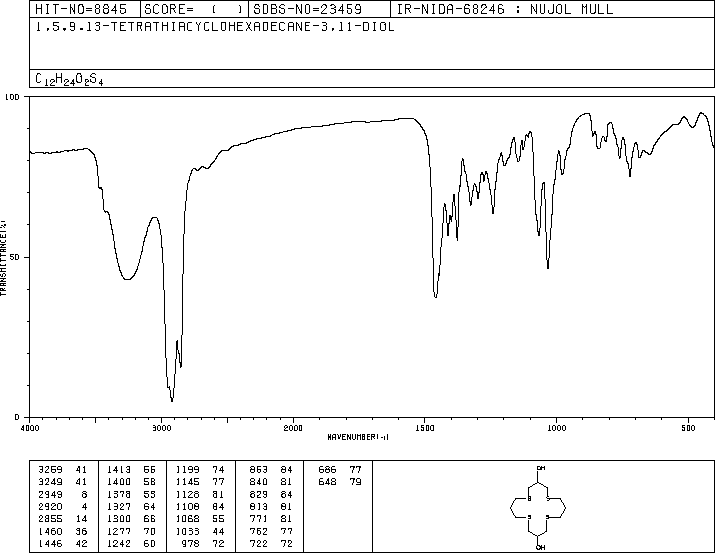 HIT-NO=8845 SCORE= ( ) SDBS-NO=23459 IR-NIDA-68246 : NUJOL MULL
1,5,9,13-TETRATHIACYCLOHEXADECANE-3,11-DIOL
C12H24O2S4
100
50
0
TRANSMITTANCE(%)
4000 3000 2000 1500 1000 500
WAVENUMBER(-1)
3269 41 1413 55 1199 74 863 84 686 77
3249 41 1400 58 1145 77 840 81 648 79
2949 8 1378 53 1128 81 829 84
2920 4 1327 64 1108 84 813 81
2855 14 1300 66 1068 55 771 81
1460 36 1277 70 1033 44 762 77
1446 42 1242 60 978 72 722 72
OH
S S
S S
OH